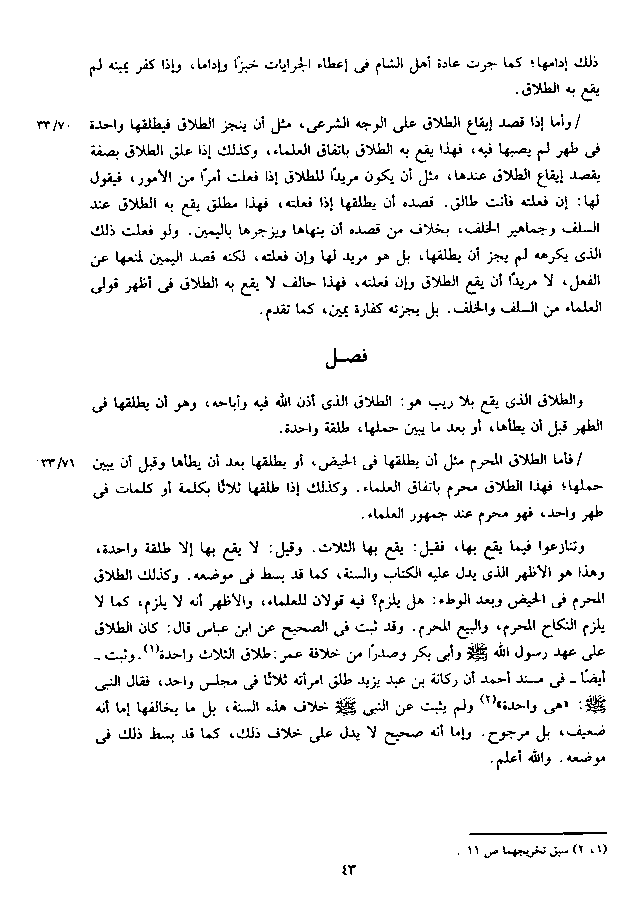 ذلك إدامها؛ كما جرت عادة أهل الشام فى إعطاء الجرايات خبزًا وإداما، وإذا كفر يمينه لم
يقع به الطلاق.
/ وأما إذا قصد إيقاع الطلاق على الوجه الشرعى، مثل أن ينجز الطلاق فيطلقها واحدة ٣٣/٧٠
فى طهر لم يصبها فيه، فهذا يقع به الطلاق باتفاق العلماء، وكذلك إذا علق الطلاق بصفة
يقصد إيقاع الطلاق عندها، مثل أن يكون مريدًا للطلاق إذا فعلت أمرًا من الأمور، فيقول
لها: إن فعلته فأنت طالق. قصده أن يطلقها إذا فعلته، فهذا مطلق يقع به الطلاق عند
السلف وجماهير الخلف، بخلاف من قصده أن ينهاها ويزجرها باليمين. ولو فعلت ذلك
الذى يكرهه لم يجز أن يطلقها، بل هو مريد لها وإن فعلته، لكنه قصد اليمين لمنعها عن
الفعل، لا مريدًا أن يقع الطلاق وإن فعلته، فهذا حالف لا يقع به الطلاق فى أظهر قولى
العلماء من السلف والخلف. بل يجزئه كفارة يمين، كما تقدم.
فصل
والطلاق الذى يقع بلا ريب هو: الطلاق الذى أذن الله فيه وأباحه، وهو أن يطلقها فى
الطهر قبل أن يطأها، أو بعد ما يبين حملها، طلقة واحدة.
/ فأما الطلاق المحرم مثل أن يطلقها فى الحيض، أو يطلقها بعد أن يطأها وقبل أن يبين ٣٣/٧١
حملها؛ فهذا الطلاق محرم باتفاق العلماء. وكذلك إذا طلقها ثلاثًا بكلمة أو كلمات فى
طهر واحد، فهو محرم عند جمهور العلماء.
وتنازعوا فيما يقع بها، فقيل: يقع بها الثلاث. وقيل: لا يقع بها إلا طلقة واحدة،
وهذا هو الأظهر الذى يدل عليه الكتاب والسنة، كما قد بسط فى موضعه. وكذلك الطلاق
المحرم فى الحيض وبعد الوطء: هل يلزم؟ فيه قولان للعلماء، والأظهر أنه لا يلزم، كما لا
يلزم النكاح المحرم، والبيع المحرم. وقد ثبت فى الصحيح عن ابن عباس قال: كان الطلاق
على عهد رسول الله ﷺ وأبي بكر وصدرًا من خلافة عمر: طلاق الثلاث واحدة(١). وثبت ـ
أيضًا ـ فى مسند أحمد أن ركانة بن عبد يزيد طلق امرأته ثلاثًا فى مجلس واحد، فقال النبى
ﷺ: «هى واحدة»(٢) ولم يثبت عن النبي ﷺ خلاف هذه السنة، بل ما يخالفها إما أنه
ضعيف، بل مرجوح. وإما أنه صحيح لا يدل على خلاف ذلك، كما قد بسط ذلك فى
موضعه. والله أعلم.
(١، ٢) سبق تخريجهما ص ١١ .
٤٣